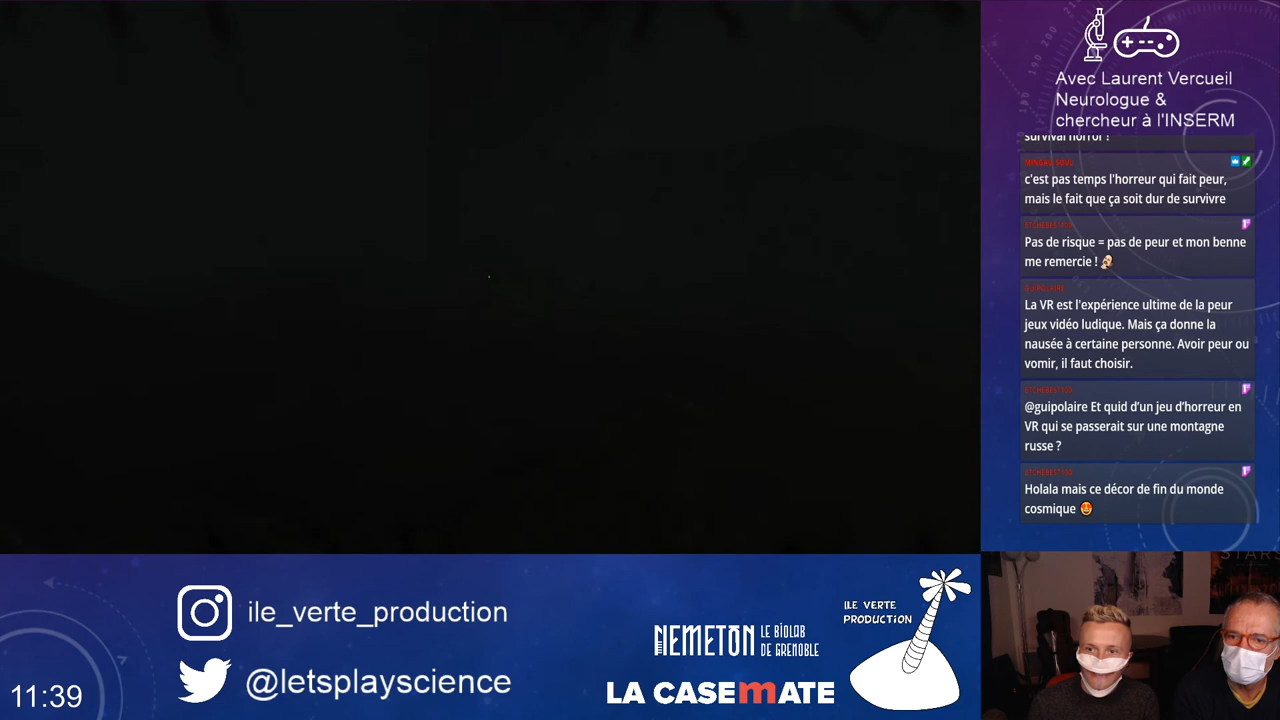 Avec Laurent Vercueil
Neurologue &
chercheur à l'INSERM
survival horror !
c'est pas temps l'horreur qui fait peur,
mais le fait que ça soit dur de survivre
Pas de risque = pas de peur et mon benne
me remercie !
GUIPOLAIRE
La VR est l'expérience ultime de la peur
jeux vidéo ludique. Mais ça donne la
nausée à certaine personne. Avoir peur ou
vomir, il faut choisir.
@guipolaire Et quid d'un jeu d'horreur en
VR qui se passerait sur une montagne
russe ?
Holala mais ce décor de fin du monde
cosmique
STARS
ile_verte_production
@letsplayscience
11:39
NEMETON LE BIOLAB
DE GRENOBLE
LA CASEMATE
ILE VERTE
PRODUCTION